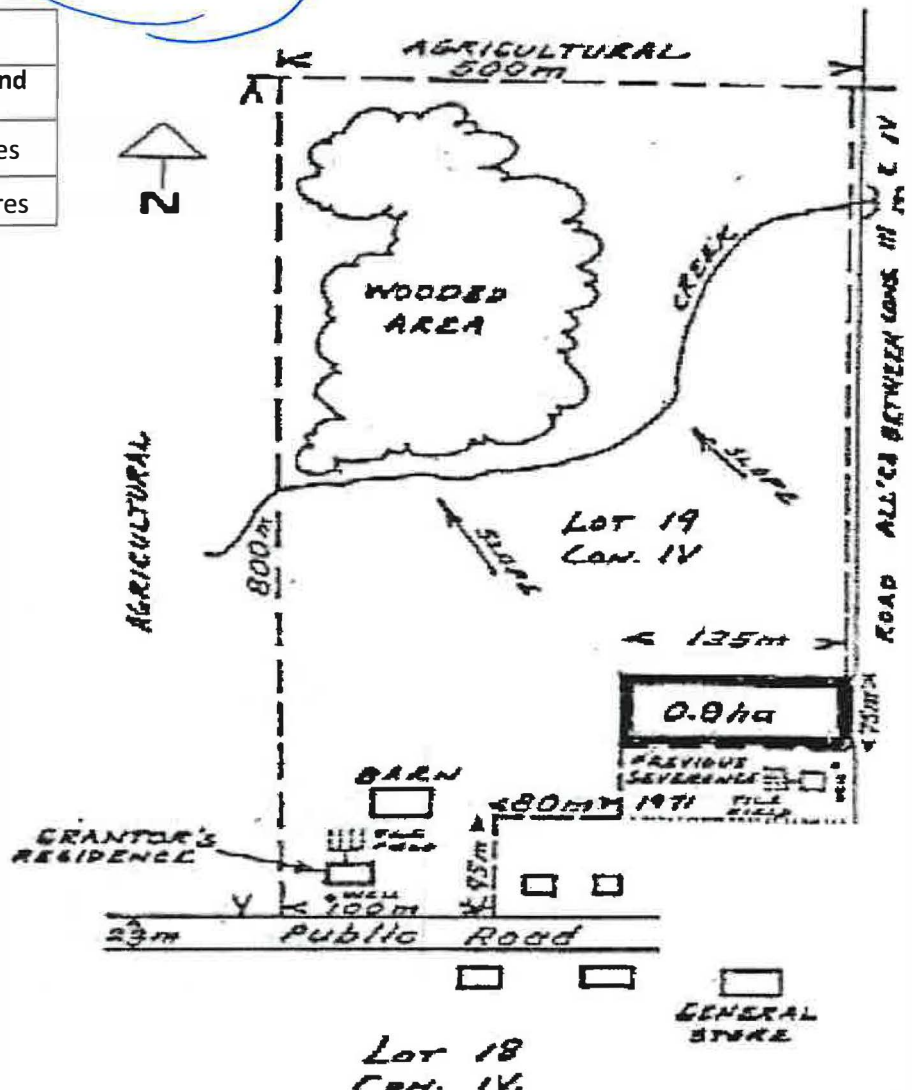 nd
es
res
AGRICULTURAL
500m
A
N
WOODED
AREA
CREEK
ROAD ALL'CE BETWEEN CONS III
IV
AGRICULTURAL
800m
SLOPE
SLOPE
LOT 19
CON. IV
135m
0.8ha
75m
PREVIOUS
SEVERENCE
1971
TILE
FIELD
WELL
BARN
80m
GRANTOR'S
RESIDENCE
TILE
FIELD
95m
WELL
100m
23m
Public Road
GENERAL
STORE
LOT 18
CON. IV.